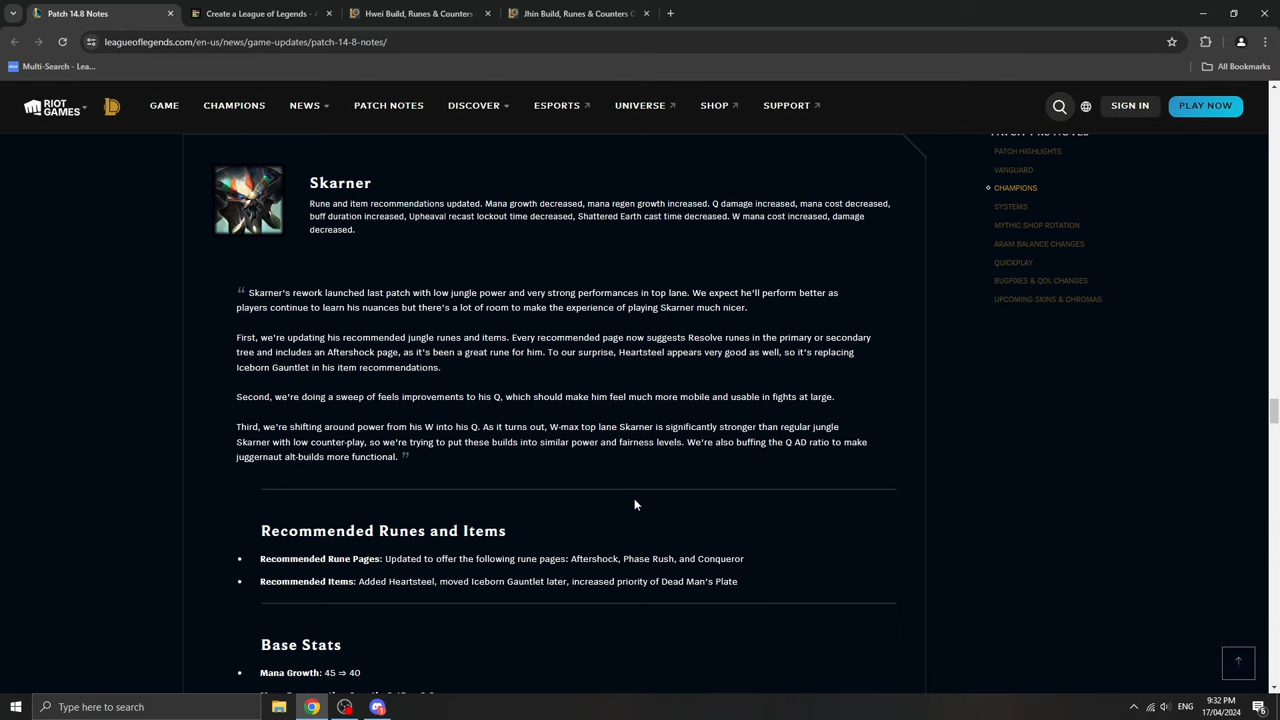 Patch 14.8 Notes
Create a League of Legends - A
Hwei Build, Runes & Counters
Jhin Build, Runes & Counters
leagueoflegends.com/en-us/news/game-updates/patch-14-8-notes/
Multi-Search - Lea...
All Bookmarks
RIOT GAMES
GAME
CHAMPIONS
NEWS
PATCH NOTES
DISCOVER
ESPORTS
UNIVERSE
SHOP
SUPPORT
SIGN IN
PLAY NOW
PATCH HIGHLIGHTS
VANGUARD
CHAMPIONS
SYSTEMS
MYTHIC SHOP ROTATION
ARAM BALANCE CHANGES
QUICKPLAY
BUGFIXES & QOL CHANGES
UPCOMING SKINS & CHROMAS
Skarner
Rune and item recommendations updated. Mana growth decreased, mana regen growth increased. Q damage increased, mana cost decreased,
buff duration increased, Upheaval recast lockout time decreased, Shattered Earth cast time decreased. W mana cost increased, damage
decreased.
“ Skarner's rework launched last patch with low jungle power and very strong performances in top lane. We expect he'll perform better as
players continue to learn his nuances but there's a lot of room to make the experience of playing Skarner much nicer.
First, we're updating his recommended jungle runes and items. Every recommended page now suggests Resolve runes in the primary or secondary
tree and includes an Aftershock page, as it's been a great rune for him. To our surprise, Heartsteel appears very good as well, so it's replacing
Iceborn Gauntlet in his item recommendations.
Second, we're doing a sweep of feels improvements to his Q, which should make him feel much more mobile and usable in fights at large.
Third, we're shifting around power from his W into his Q. As it turns out, W-max top lane Skarner is significantly stronger than regular jungle
Skarner with low counter-play, so we're trying to put these builds into similar power and fairness levels. We're also buffing the Q AD ratio to make
juggernaut alt-builds more functional. ”
Recommended Runes and Items
• Recommended Rune Pages: Updated to offer the following rune pages: Aftershock, Phase Rush, and Conqueror
• Recommended Items: Added Heartsteel, moved Iceborn Gauntlet later, increased priority of Dead Man's Plate
Base Stats
• Mana Growth: 45 ⇒ 40
Type here to search
ENG
9:32 PM
17/04/2024